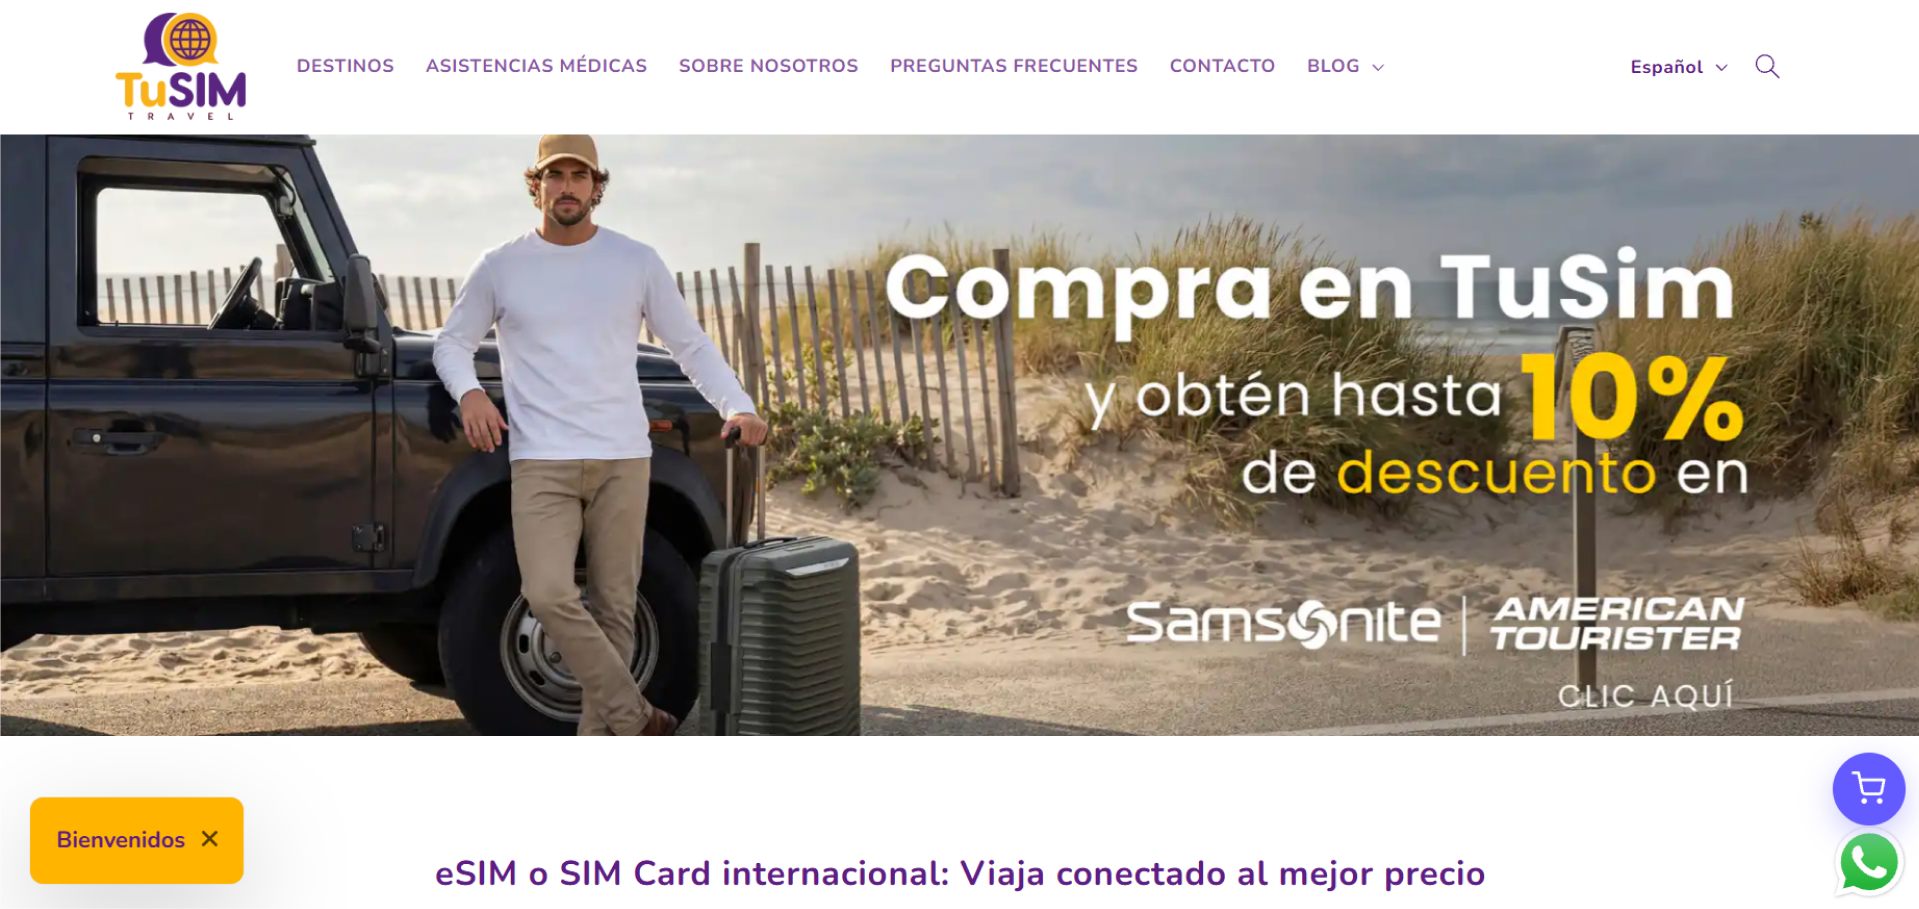 TuSIM
TRAVEL
DESTINOS
ASISTENCIAS MÉDICAS
SOBRE NOSOTROS
PREGUNTAS FRECUENTES
CONTACTO
BLOG
Español
Compra en TuSim
y obtén hasta 10%
de descuento en
Samsonite
AMERICAN
TOURISTER
CLIC AQUÍ
Bienvenidos
eSIM o SIM Card internacional: Viaja conectado al mejor precio